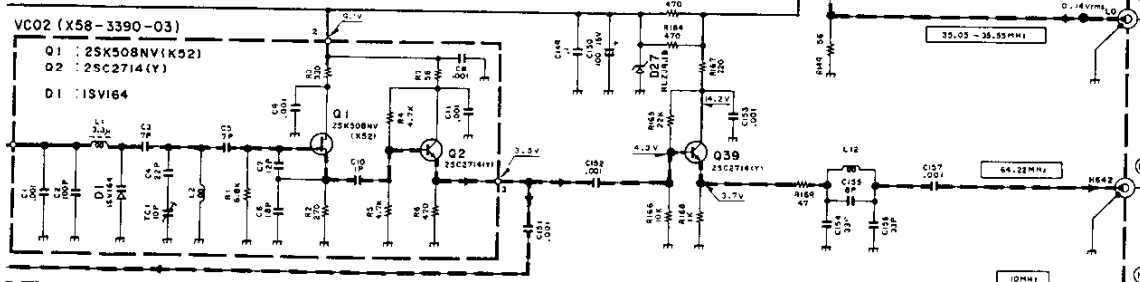 VCO2 (X58-3390-03)
Q1 : 2SK508NV(K52)
Q2 : 2SC2714(Y)
D1 : 1SV164
2
R3
330
R3
56
C8
.001
C9
.001
Q1
2SK508NV
(K52)
R4
4.7K
C11
.001
Q2
2SC2714(Y)
L1
3.3μ
C3
7P
C5
7P
C4
22P
C7
12P
C10
1P
C1
.001
100P
D1
1SV164
TC1
10P
L2
R1
6.8K
C6
18P
R2
270
R5
4.7K
R6
470
3.5V
3
C151
.001
C152
.001
C149
C150
100 16V
470
R164
470
D27
R167
220
14.2V
R165
22K
C153
.001
4.3V
Q39
2SC2714(Y)
3.7V
R166
10K
R168
1K
R169
47
L12
C155
8P
C154
33P
C156
33P
C157
.001
R149
56
0.14Vrms
LO
35.05 - 35.55MHz
64.22MHz
H642
10MHz